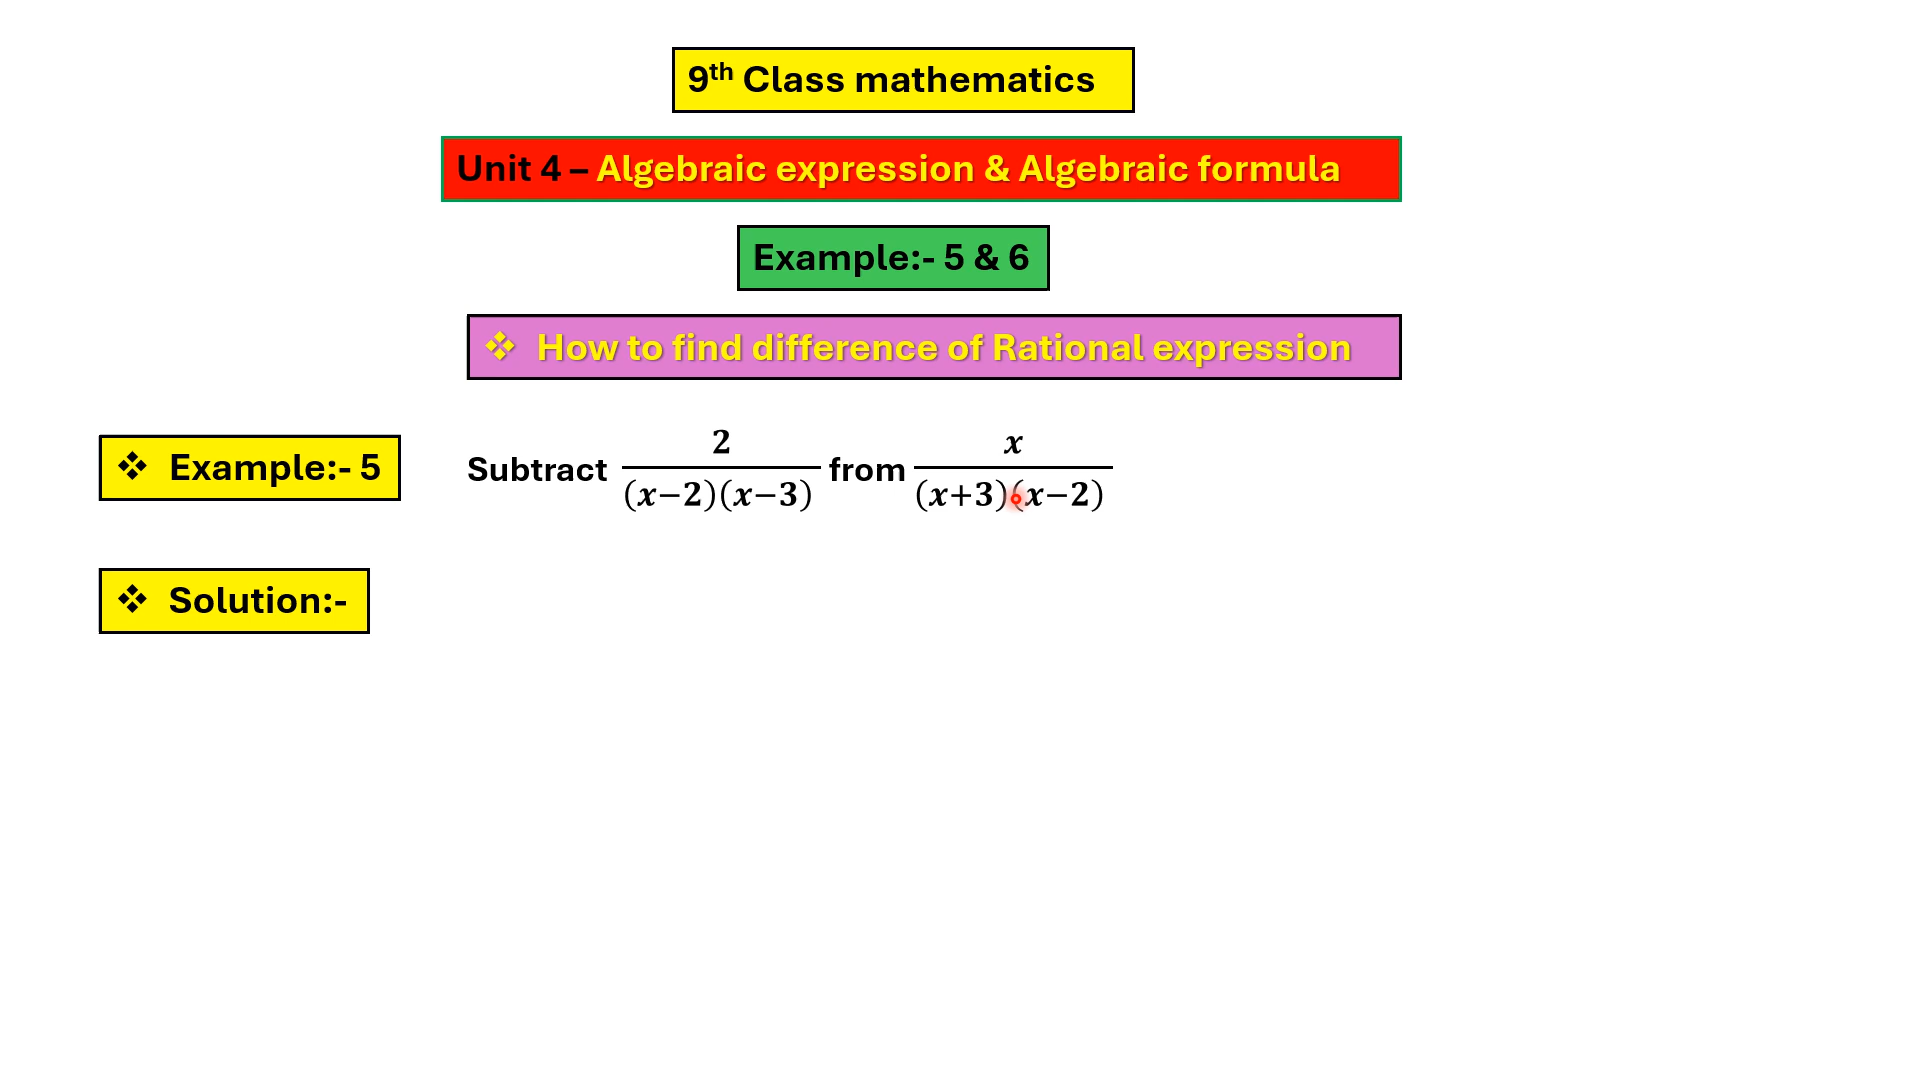 9th Class mathematics
Unit 4 – Algebraic expression & Algebraic formula
Example:- 5 & 6
❖ How to find difference of Rational expression
❖ Example:- 5
Subtract 2/((x−2)(x−3)) from x/((x+3)(x−2))
❖ Solution:-